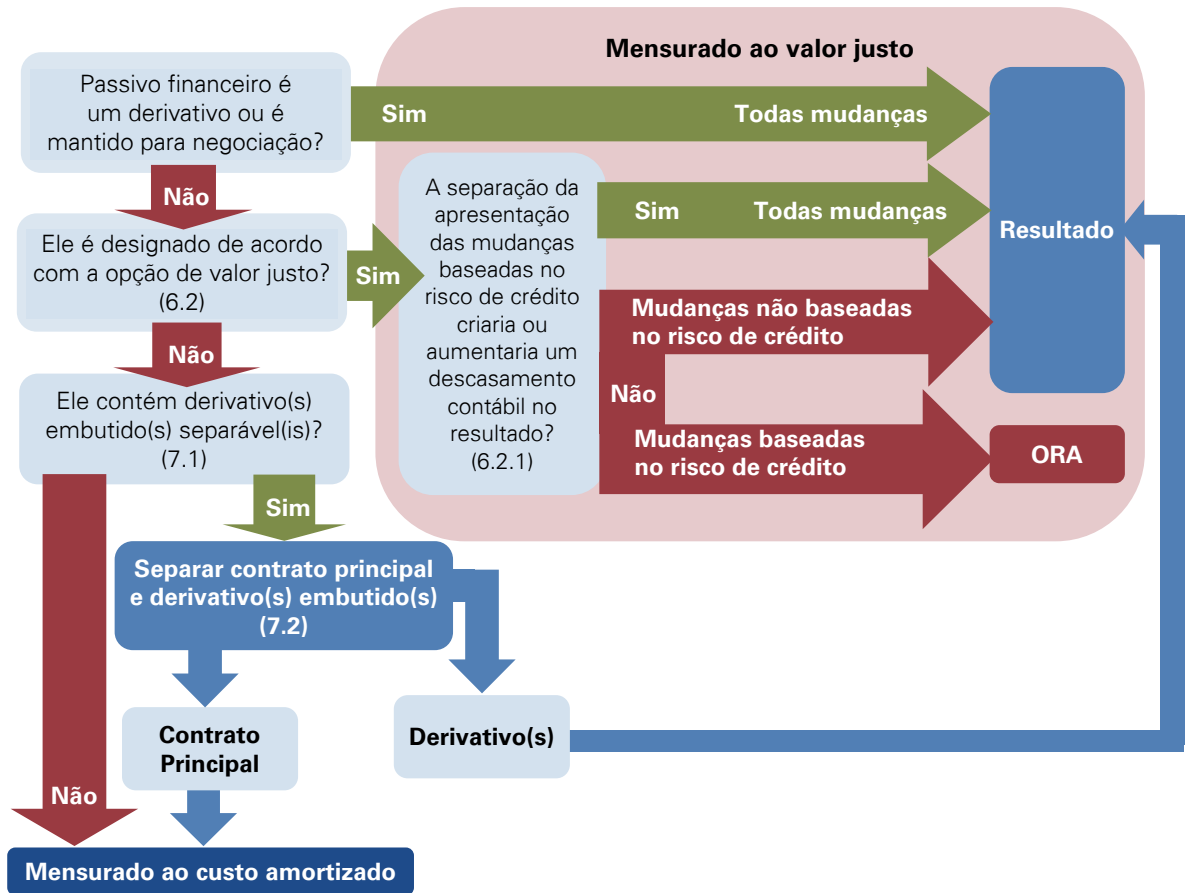 Mensurado ao valor justo
Passivo financeiro é
um derivativo ou é
mantido para negociação?
Sim
Todas mudanças
Não
Ele é designado de acordo
com a opção de valor justo?
(6.2)
Sim
A separação da
apresentação
das mudanças
baseadas no
risco de crédito
criaria ou
aumentaria um
descasamento
contábil no
resultado?
(6.2.1)
Sim
Todas mudanças
Resultado
Mudanças não baseadas
no risco de crédito
Não
Mudanças baseadas
no risco de crédito
ORA
Não
Ele contém derivativo(s)
embutido(s) separável(is)?
(7.1)
Sim
Separar contrato principal
e derivativo(s) embutido(s)
(7.2)
Contrato
Principal
Derivativo(s)
Não
Mensurado ao custo amortizado